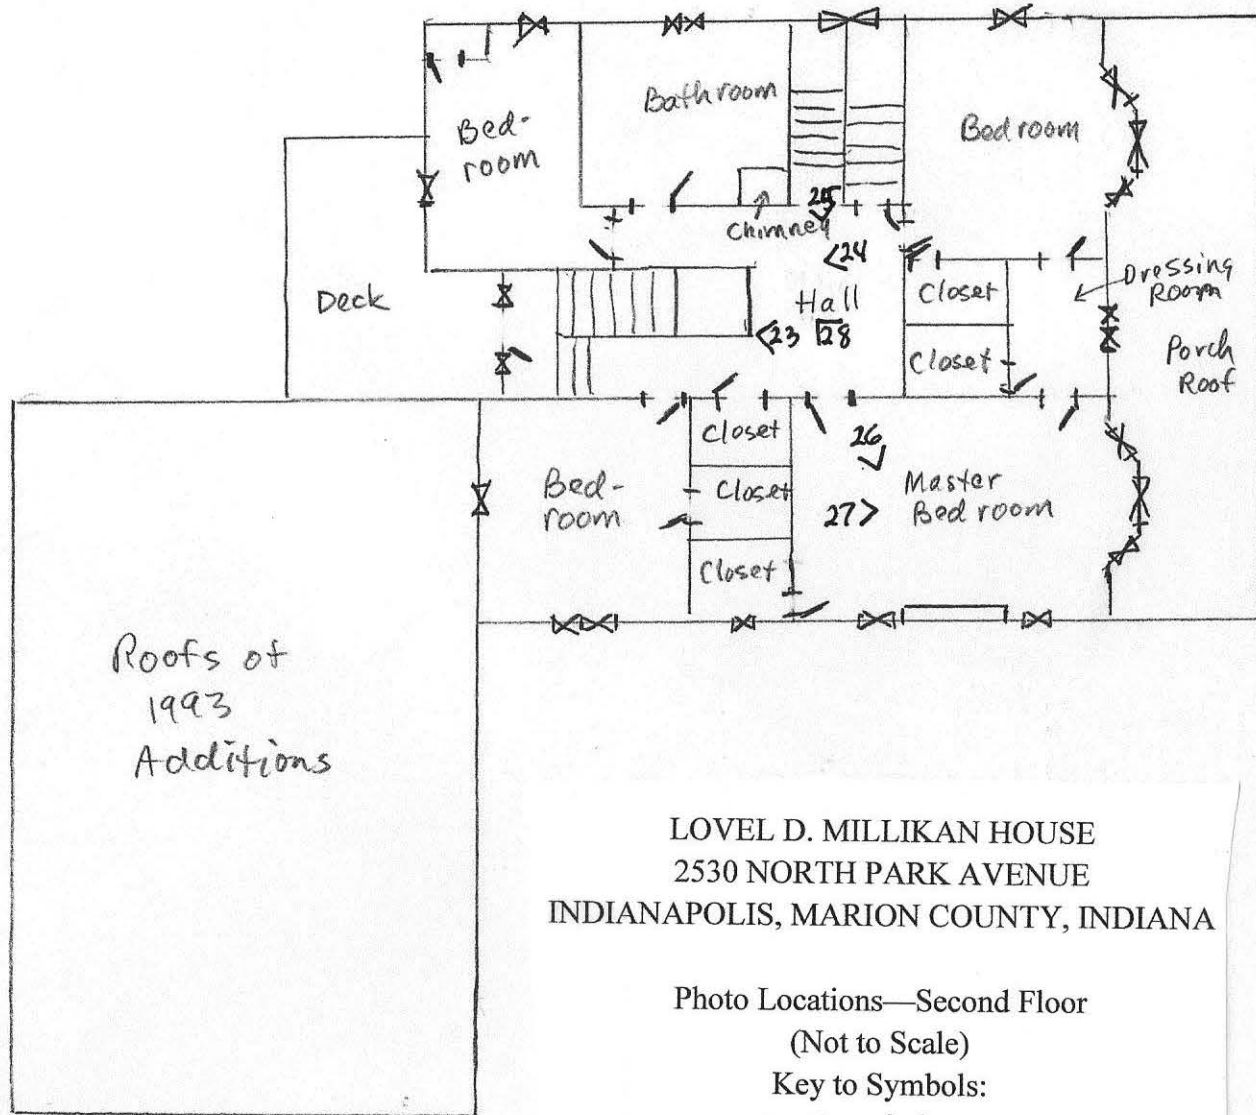 Bed-
room
Bathroom
Bedroom
Chimney
25
<24
Hall
Deck
Closet
Dressing
Room
<23
28
Closet
Porch
Roof
Closet
26
Bed-
room
Closet
Master
Bedroom
27>
Closet
Roofs of
1993
Additions
LOVEL D. MILLIKAN HOUSE
2530 NORTH PARK AVENUE
INDIANAPOLIS, MARION COUNTY, INDIANA
Photo Locations—Second Floor
(Not to Scale)
Key to Symbols: